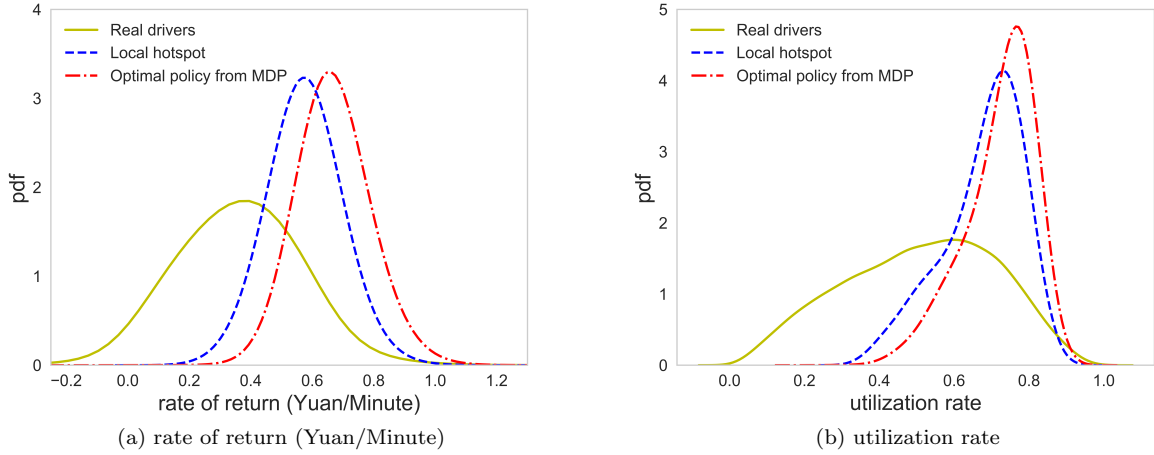 4
3
2
1
0
pdf
Real drivers
Local hotspot
Optimal policy from MDP
−0.2 0.0 0.2 0.4 0.6 0.8 1.0 1.2
rate of return (Yuan/Minute)
(a) rate of return (Yuan/Minute)
5
4
3
2
1
0
pdf
Real drivers
Local hotspot
Optimal policy from MDP
0.0 0.2 0.4 0.6 0.8 1.0
utilization rate
(b) utilization rate